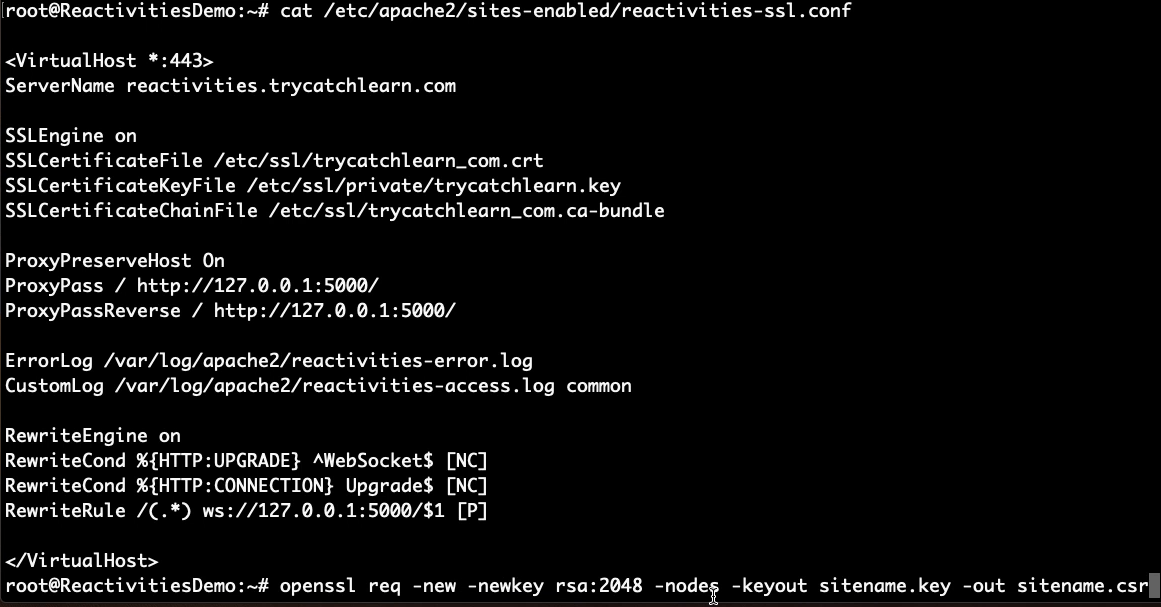 root@ReactivitiesDemo:~# cat /etc/apache2/sites-enabled/reactivities-ssl.conf
<VirtualHost *:443>
ServerName reactivities.trycatchlearn.com
SSLEngine on
SSLCertificateFile /etc/ssl/trycatchlearn_com.crt
SSLCertificateKeyFile /etc/ssl/private/trycatchlearn.key
SSLCertificateChainFile /etc/ssl/trycatchlearn_com.ca-bundle
ProxyPreserveHost On
ProxyPass / http://127.0.0.1:5000/
ProxyPassReverse / http://127.0.0.1:5000/
ErrorLog /var/log/apache2/reactivities-error.log
CustomLog /var/log/apache2/reactivities-access.log common
RewriteEngine on
RewriteCond %{HTTP:UPGRADE} ^WebSocket$ [NC]
RewriteCond %{HTTP:CONNECTION} Upgrade$ [NC]
RewriteRule /(.*) ws://127.0.0.1:5000/$1 [P]
</VirtualHost>
root@ReactivitiesDemo:~# openssl req -new -newkey rsa:2048 -nodes -keyout sitename.key -out sitename.csr